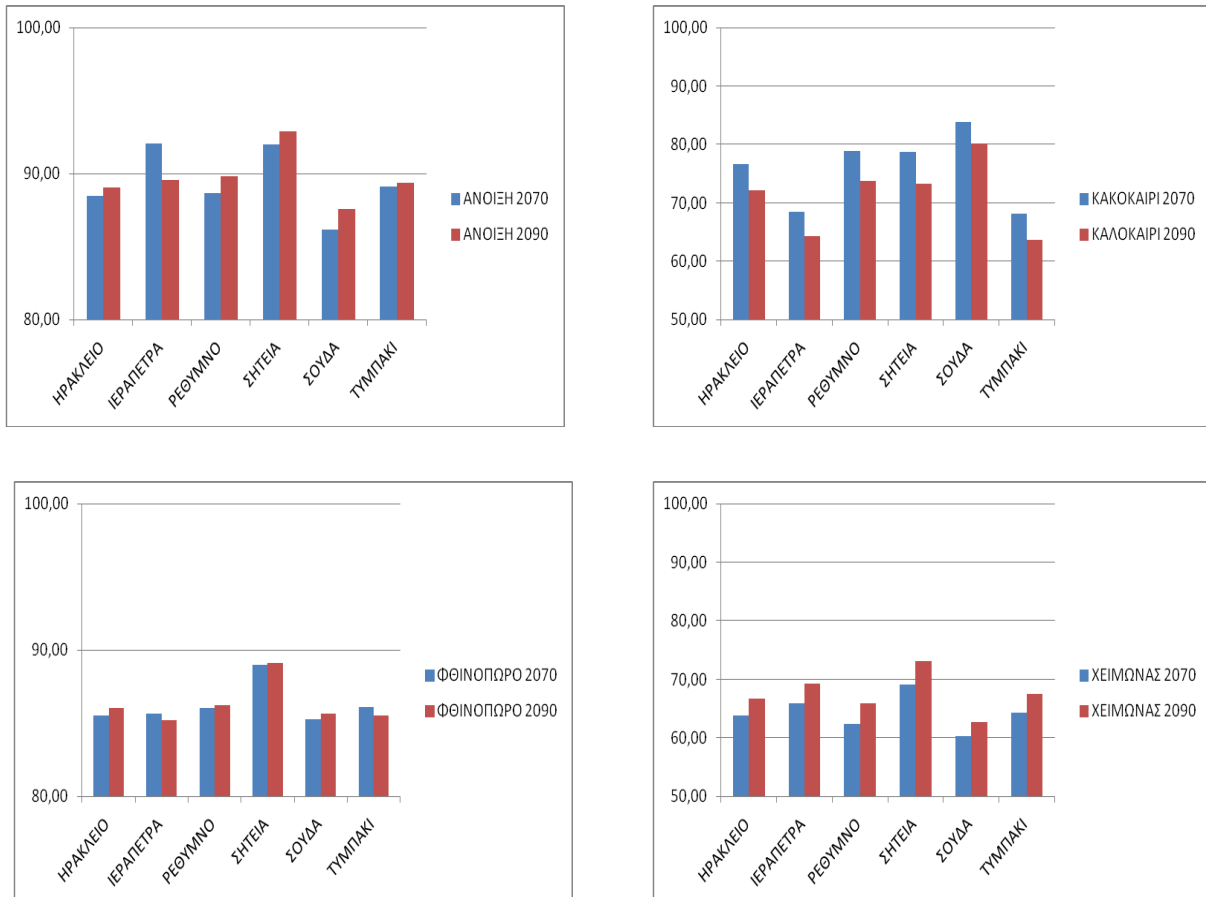 100,00
90,00
80,00
ΗΡΑΚΛΕΙΟ
ΙΕΡΑΠΕΤΡΑ
ΡΕΘΥΜΝΟ
ΣΗΤΕΙΑ
ΣΟΥΔΑ
ΤΥΜΠΑΚΙ
ΑΝΟΙΞΗ 2070
ΑΝΟΙΞΗ 2090
100,00
90,00
80,00
70,00
60,00
50,00
ΗΡΑΚΛΕΙΟ
ΙΕΡΑΠΕΤΡΑ
ΡΕΘΥΜΝΟ
ΣΗΤΕΙΑ
ΣΟΥΔΑ
ΤΥΜΠΑΚΙ
ΚΑΚΟΚΑΙΡΙ 2070
ΚΑΛΟΚΑΙΡΙ 2090
100,00
90,00
80,00
ΗΡΑΚΛΕΙΟ
ΙΕΡΑΠΕΤΡΑ
ΡΕΘΥΜΝΟ
ΣΗΤΕΙΑ
ΣΟΥΔΑ
ΤΥΜΠΑΚΙ
ΦΘΙΝΟΠΩΡΟ 2070
ΦΘΙΝΟΠΩΡΟ 2090
100,00
90,00
80,00
70,00
60,00
50,00
ΗΡΑΚΛΕΙΟ
ΙΕΡΑΠΕΤΡΑ
ΡΕΘΥΜΝΟ
ΣΗΤΕΙΑ
ΣΟΥΔΑ
ΤΥΜΠΑΚΙ
ΧΕΙΜΩΝΑΣ 2070
ΧΕΙΜΩΝΑΣ 2090